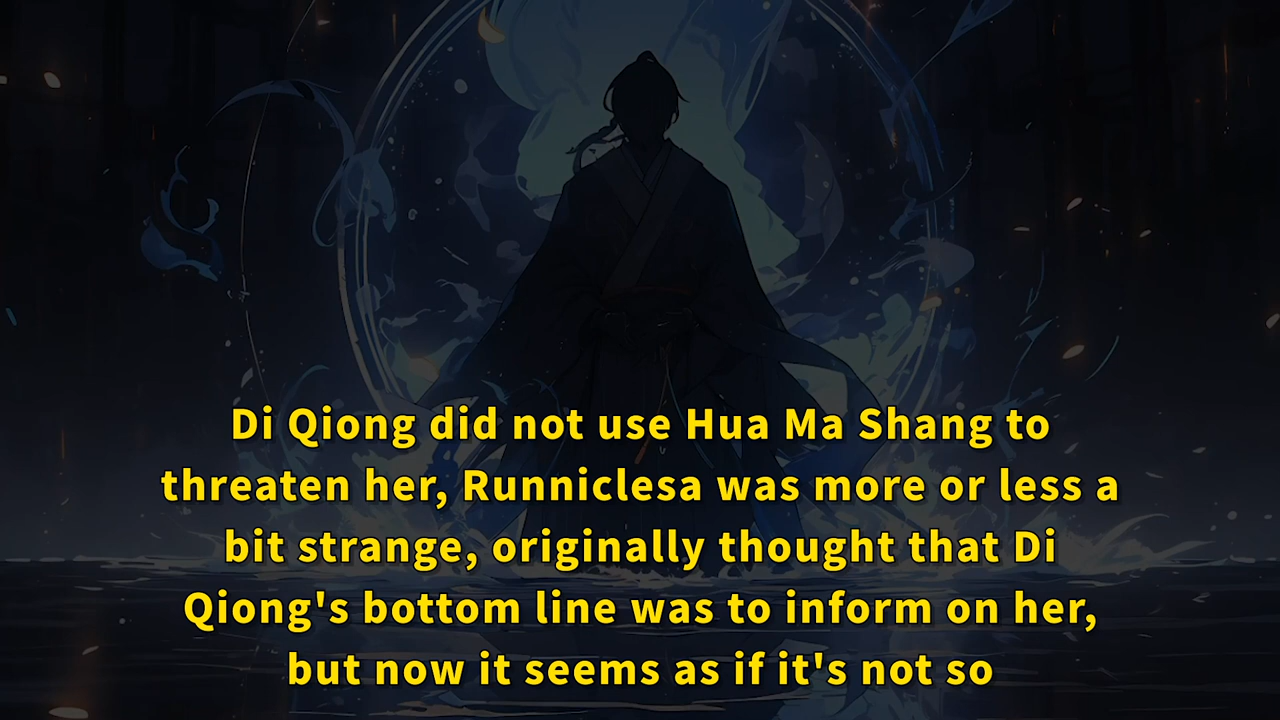 Di Qiong did not use Hua Ma Shang to
threaten her, Runniclesa was more or less a
bit strange, originally thought that Di
Qiong's bottom line was to inform on her,
but now it seems as if it's not so